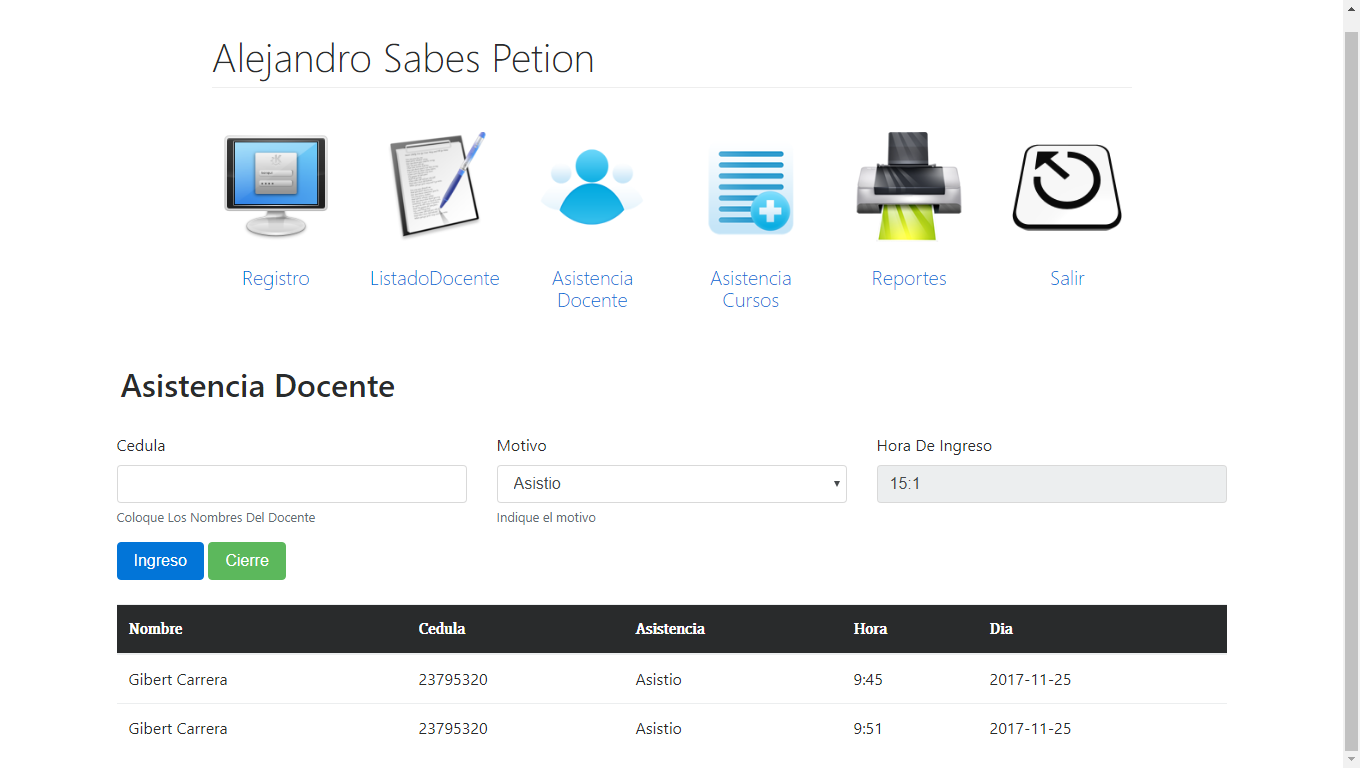 Alejandro Sabes Petion
Registro
ListadoDocente
Asistencia
Docente
Asistencia
Cursos
Reportes
Salir
Asistencia Docente
Cedula
Motivo
Hora De Ingreso
Asistio
15:1
Coloque Los Nombres Del Docente
Indique el motivo
Ingreso Cierre
Nombre Cedula Asistencia Hora Dia
Gibert Carrera 23795320 Asistio 9:45 2017-11-25
Gibert Carrera 23795320 Asistio 9:51 2017-11-25